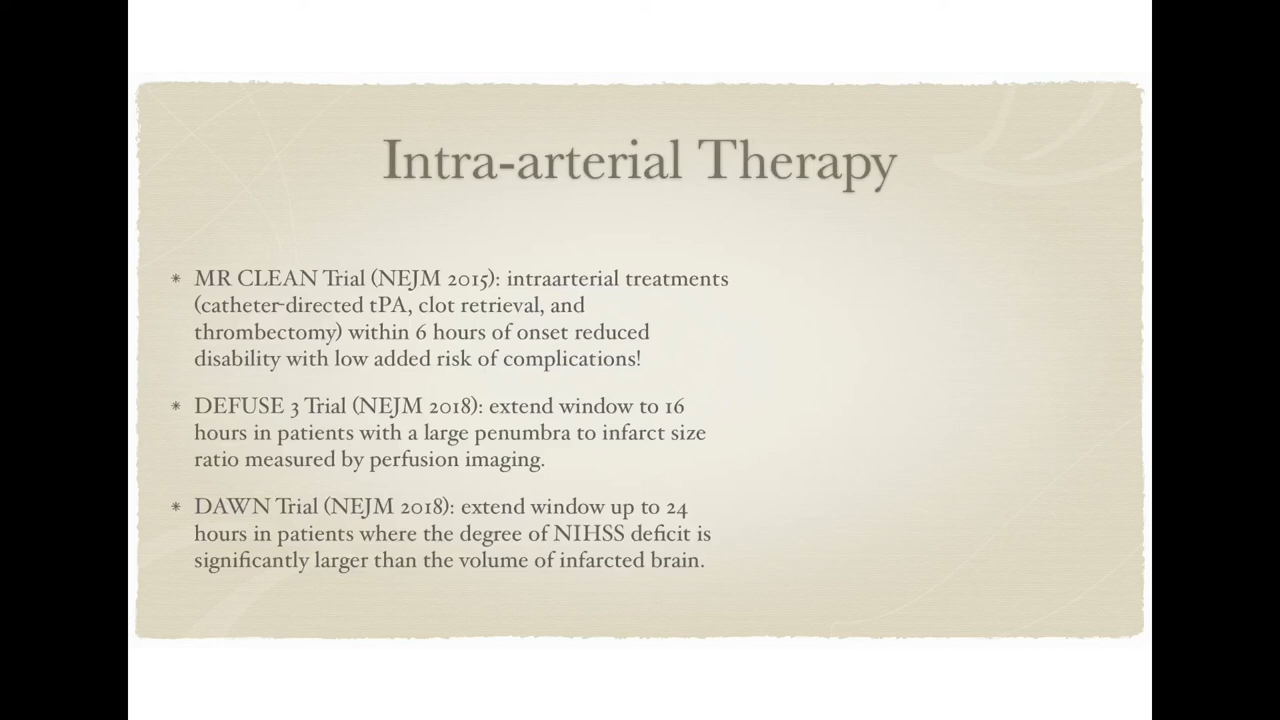 Intra-arterial Therapy
* MR CLEAN Trial (NEJM 2015): intraarterial treatments
(catheter-directed tPA, clot retrieval, and
thrombectomy) within 6 hours of onset reduced
disability with low added risk of complications!
* DEFUSE 3 Trial (NEJM 2018): extend window to 16
hours in patients with a large penumbra to infarct size
ratio measured by perfusion imaging.
* DAWN Trial (NEJM 2018): extend window up to 24
hours in patients where the degree of NIHSS deficit is
significantly larger than the volume of infarcted brain.